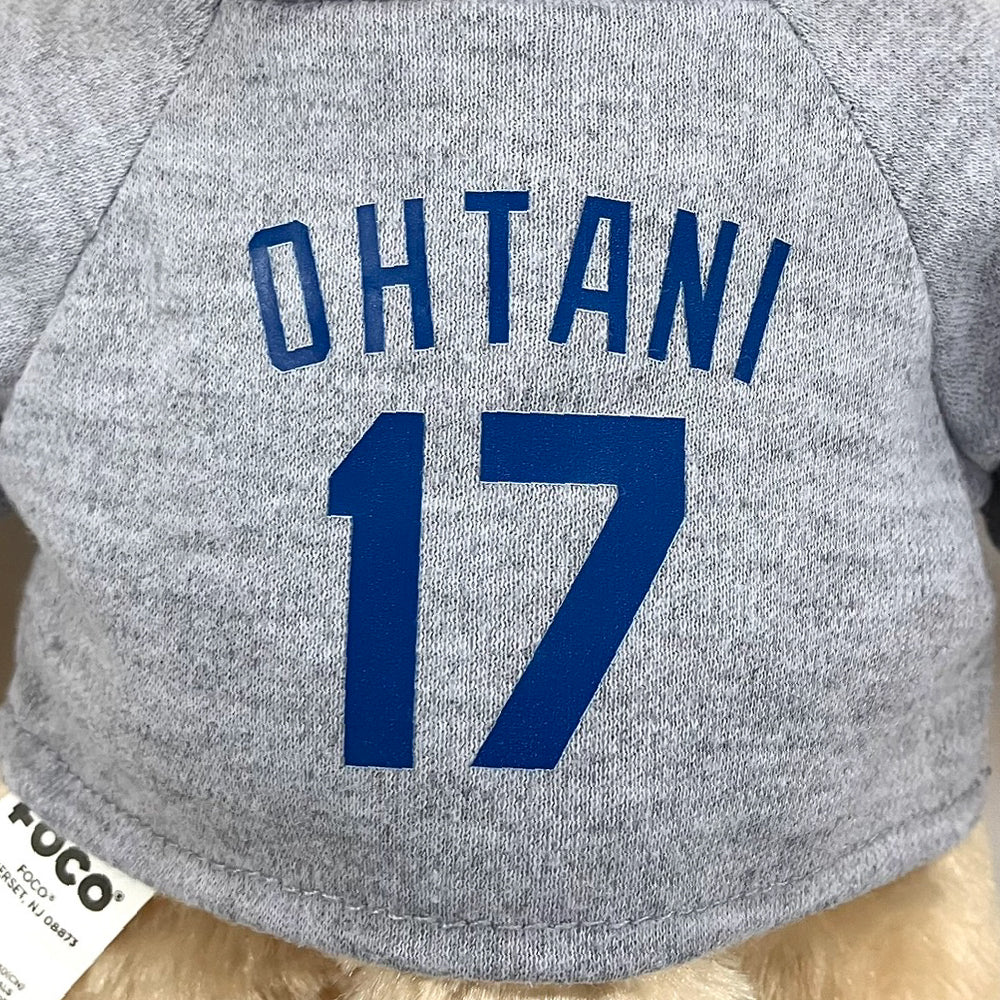 OHTANI
17
FOCO®
FOCO®
ERSET, NJ 08873